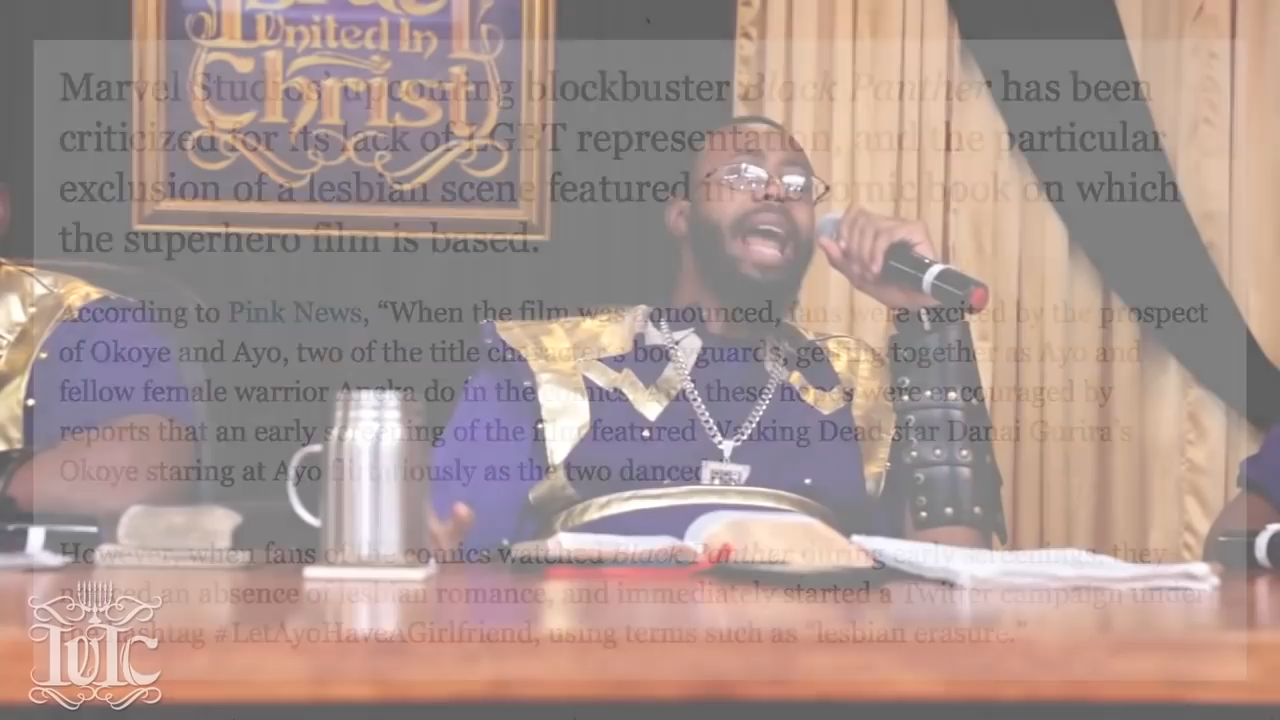 United In
Christ
Marvel Studios' upcoming blockbuster Black Panther has been
criticized for its lack of LGBT representation, and the particular
exclusion of a lesbian scene featured in the comic book on which
the superhero film is based.
According to Pink News, “When the film was announced, fans were excited by the prospect
of Okoye and Ayo, two of the title character's bodyguards, getting together as Ayo and
fellow female warrior Aneka do in the comics. And these hopes were encouraged by
reports that an early screening of the film featured Walking Dead star Danai Gurira's
Okoye staring at Ayo flirtatiously as the two danced.
However, when fans of the comics watched Black Panther during early screenings, they
an absence of lesbian romance, and immediately started a Twitter campaign under
#LetAyoHaveAGirlfriend, using terms such as “lesbian erasure.”
IUIC